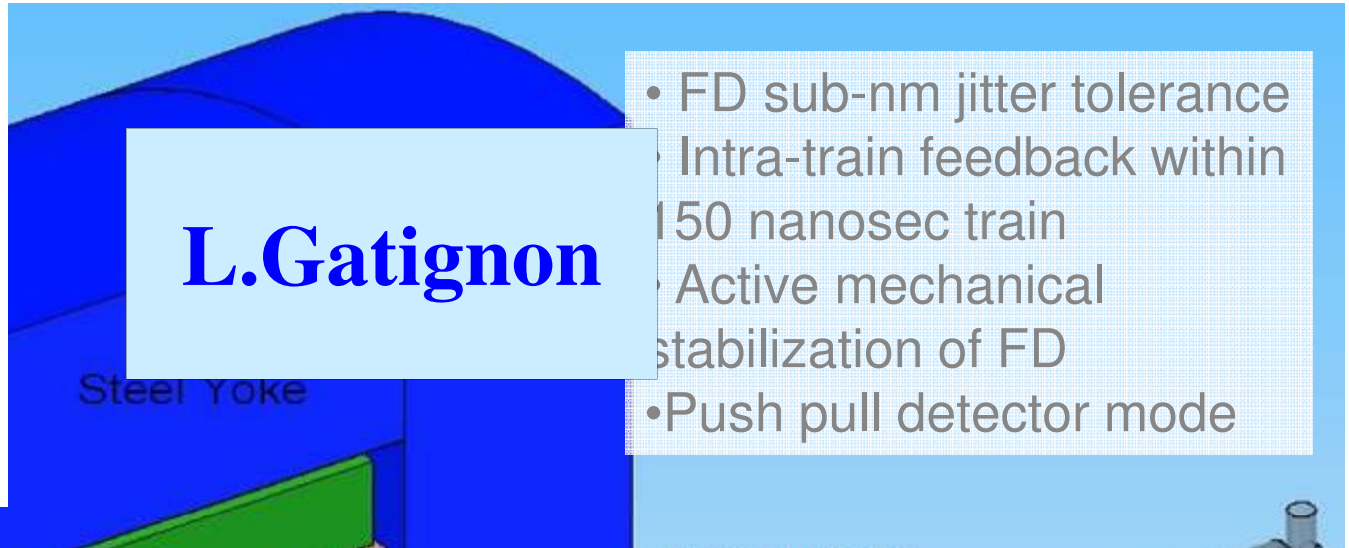 • FD sub-nm jitter tolerance
• Intra-train feedback within
150 nanosec train
• Active mechanical
stabilization of FD
•Push pull detector mode
L.Gatignon
Steel Yoke